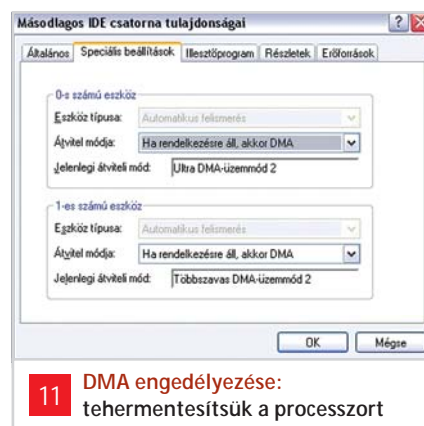 Másodlagos IDE csatorna tulajdonságai
Általános Speciális beállítások Illesztőprogram Részletek Erőforrások
0-s számú eszköz
Eszköz típusa: Automatikus felismerés
Átvitel módja: Ha rendelkezésre áll, akkor DMA
Jelenlegi átviteli mód: Ultra DMA-üzemmód 2
1-es számú eszköz
Eszköz típusa: Automatikus felismerés
Átvitel módja: Ha rendelkezésre áll, akkor DMA
Jelenlegi átviteli mód: Többszavas DMA-üzemmód 2
OK Mégse
11 DMA engedélyezése:
tehermentesítsük a processzort